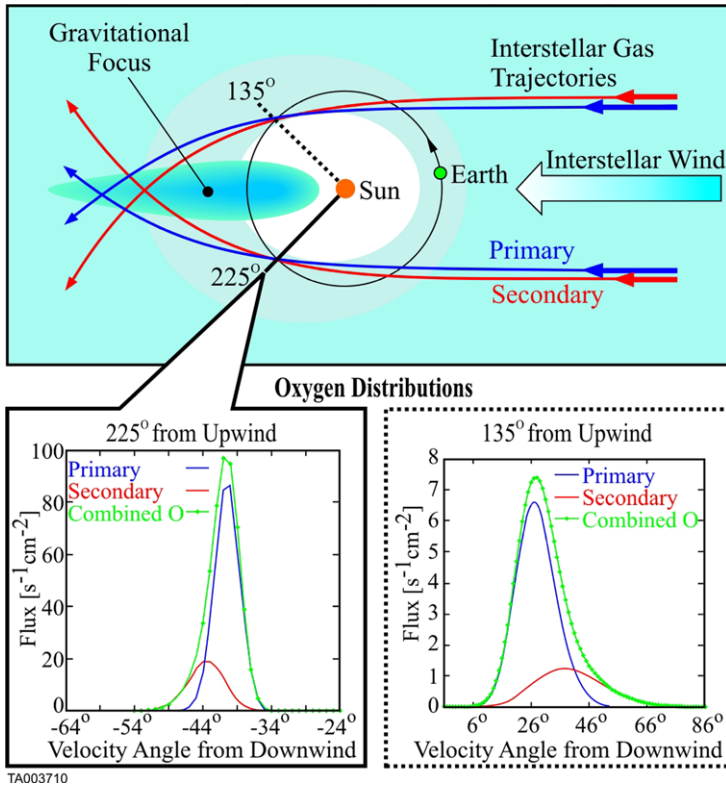 Gravitational
Focus
Interstellar Gas
Trajectories
135°
Sun
Earth
Interstellar Wind
225°
Primary
Secondary
Oxygen Distributions
225° from Upwind
100
80
60
40
20
0
Flux [s⁻¹cm⁻²]
Primary
Secondary
Combined O
-64° -54° -44° -34° -24°
Velocity Angle from Downwind
135° from Upwind
8
7
6
5
4
3
2
1
0
Flux [s⁻¹cm⁻²]
Primary
Secondary
Combined O
6° 26° 46° 66° 86°
Velocity Angle from Downwind
TA003710